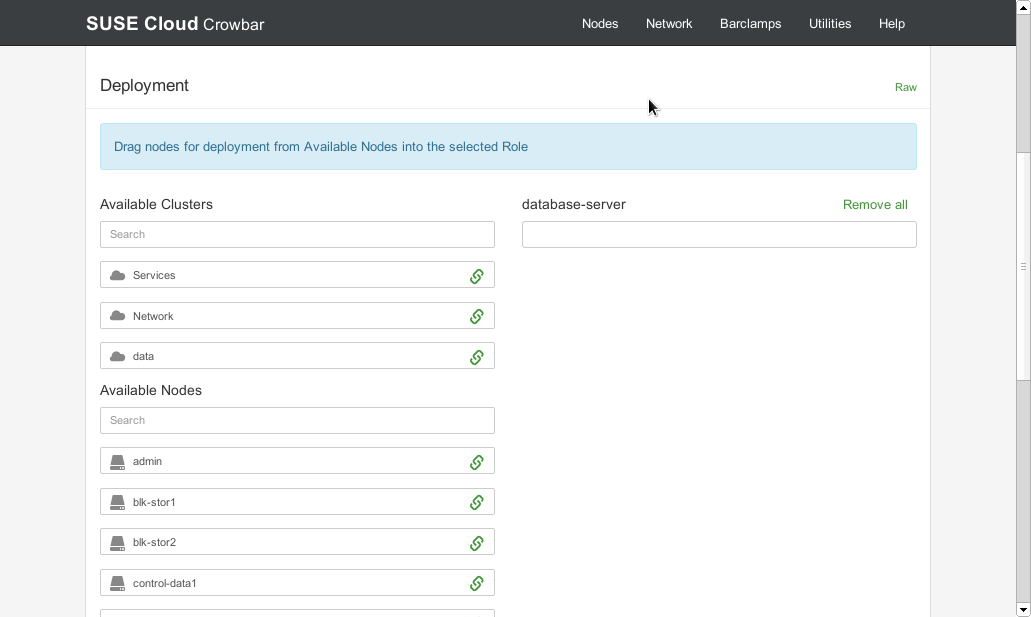 SUSE Cloud Crowbar
Nodes Network Barclamps Utilities Help
Deployment
Raw
Drag nodes for deployment from Available Nodes into the selected Role
Available Clusters
Search
Services
Network
data
Available Nodes
Search
admin
blk-stor1
blk-stor2
control-data1
database-server
Remove all